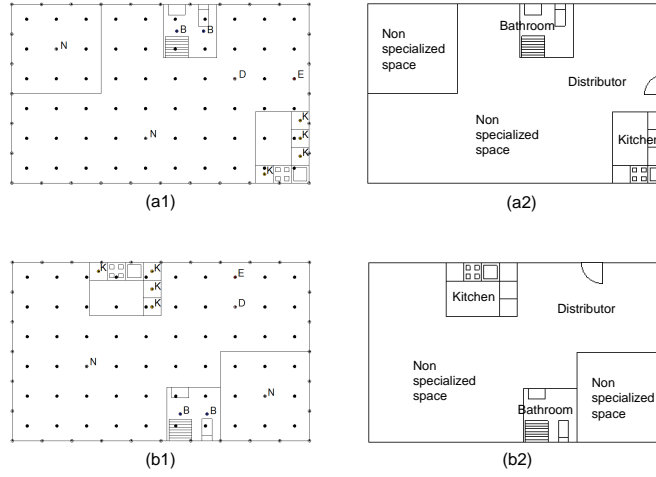 N
B
B
D
E
N
K
K
K
K
(a1)
Non
specialized
space
Bathroom
Distributor
Non
specialized
space
(a2)
K
K
K
K
E
D
N
N
B
B
(b1)
Kitchen
Distributor
Non
specialized
space
Non
specialized
space
Bathroom
(b2)